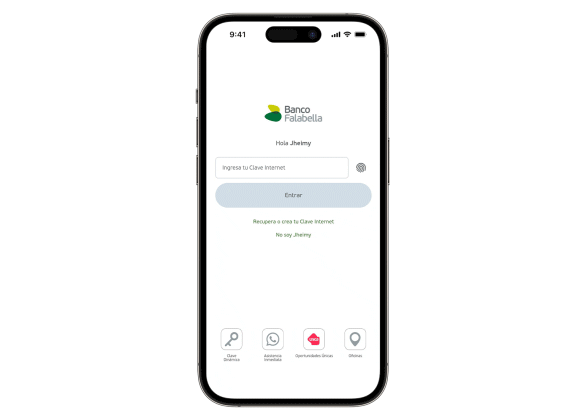 9:41
Banco
Falabella
Hola Jheimy
Ingresa tu Clave Internet
Entrar
Recupera o crea tu Clave Internet
No soy Jheimy
Clave
Dinámica
Asistencia
Inmediata
Oportunidades Únicas
Oficinas